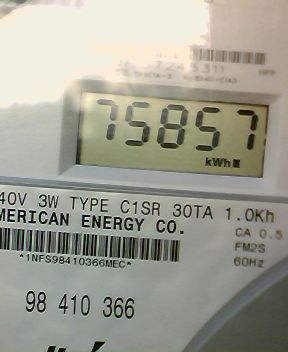 75857
kWh
40V 3W TYPE C1SR 30TA 1.0Kh
MERICAN ENERGY CO.
CA 0.5
FM2S
60Hz
*1NFS98410366MEC*
98 410 366